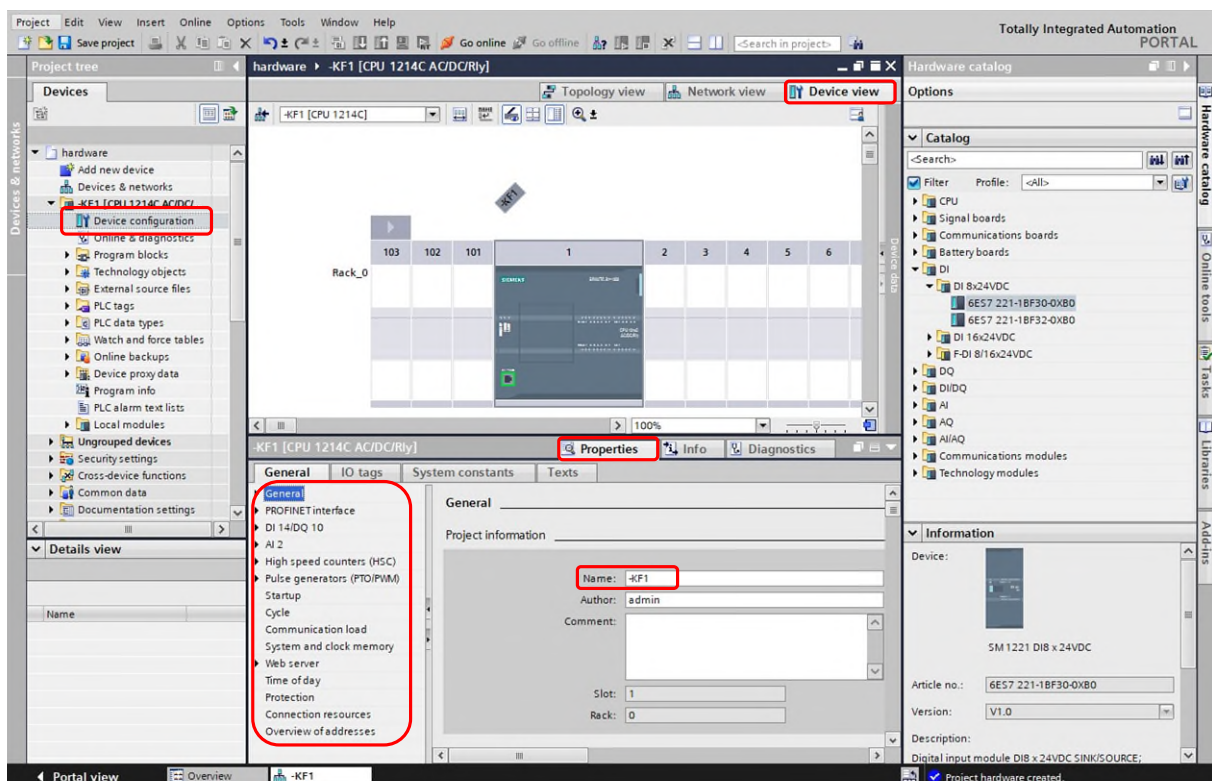 Project Edit View Insert Online Options Tools Window Help
Totally Integrated Automation
PORTAL
Save project
Go online
Go offline
<Search in project>
Project tree
Devices
Devices & networks
hardware
Add new device
Devices & networks
-KF1 [CPU 1214C AC/DC/
Device configuration
Online & diagnostics
Program blocks
Technology objects
External source files
PLC tags
PLC data types
Watch and force tables
Online backups
Device proxy data
Program info
PLC alarm text lists
Local modules
Ungrouped devices
Security settings
Cross-device functions
Common data
Documentation settings
Details view
Name
hardware ▸ -KF1 [CPU 1214C AC/DC/Rly]
Topology view
Network view
Device view
-KF1 [CPU 1214C]
-KF1
103 102 101 1 2 3 4 5 6
Rack_0
SIEMENS
100%
Device data
-KF1 [CPU 1214C AC/DC/Rly]
Properties
Info
Diagnostics
General
IO tags
System constants
Texts
General
PROFINET interface
DI 14/DQ 10
AI 2
High speed counters (HSC)
Pulse generators (PTO/PWM)
Startup
Cycle
Communication load
System and clock memory
Web server
Time of day
Protection
Connection resources
Overview of addresses
General
Project information
Name: -KF1
Author: admin
Comment:
Slot: 1
Rack: 0
Hardware catalog
Options
Catalog
<Search>
Filter Profile: <All>
CPU
Signal boards
Communications boards
Battery boards
DI
DI 8x24VDC
6ES7 221-1BF30-0XB0
6ES7 221-1BF32-0XB0
DI 16x24VDC
F-DI 8/16x24VDC
DQ
DI/DQ
AI
AQ
AI/AQ
Communications modules
Technology modules
Information
Device:
SM 1221 DI8 x 24VDC
Article no.: 6ES7 221-1BF30-0XB0
Version: V1.0
Description:
Digital input module DI8 x 24VDC SINK/SOURCE;
Hardware catalog
Online tools
Tasks
Libraries
Add-ins
Portal view
Overview
-KF1
Project hardware created.